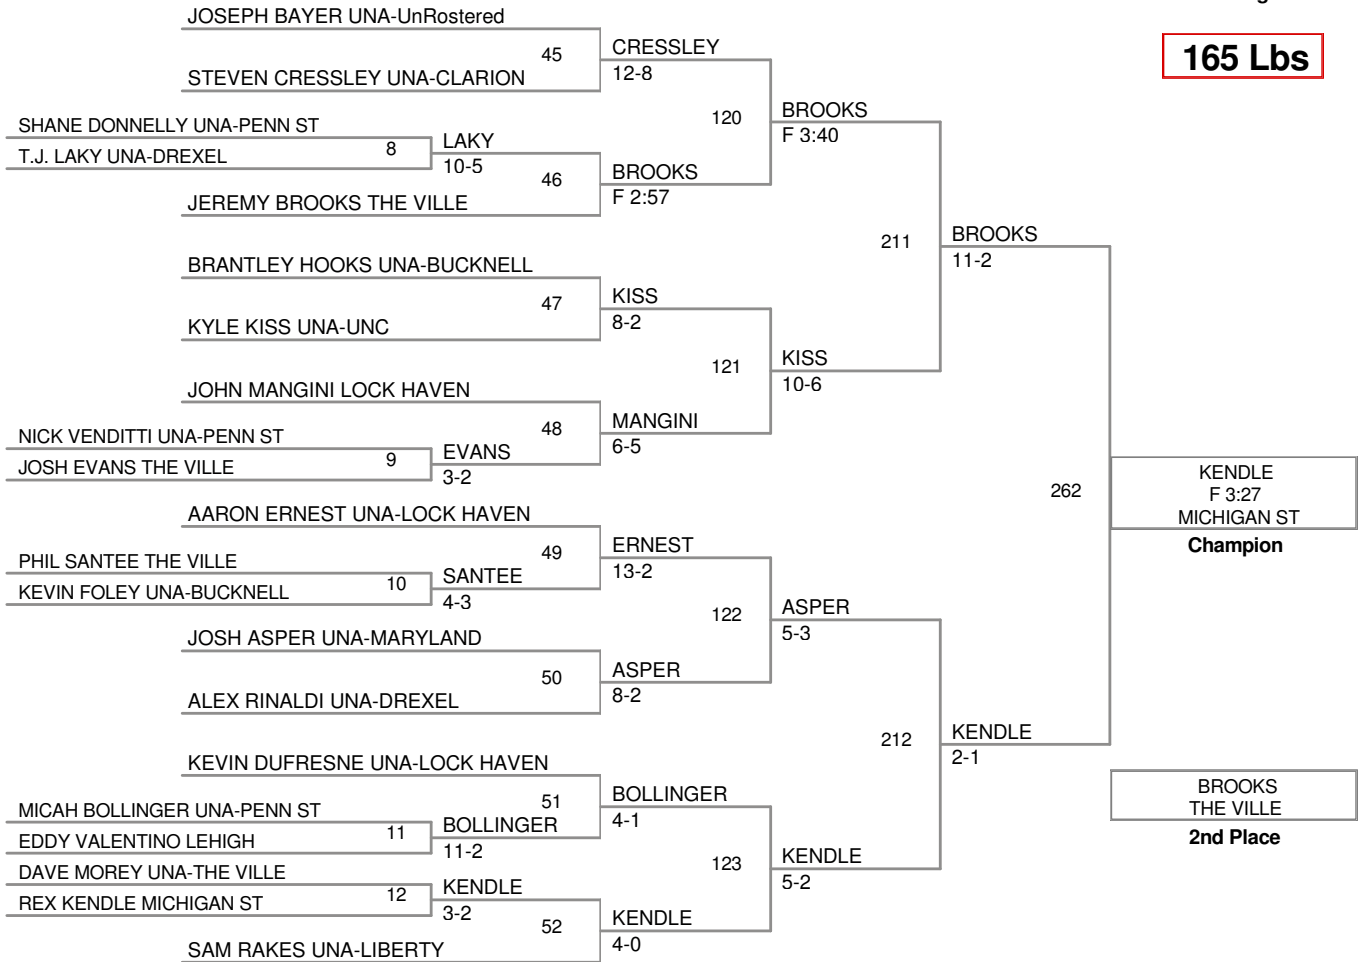 JOSEPH BAYER UNA-UnRostered
45
CRESSLEY
12-8
STEVEN CRESSLEY UNA-CLARION
165 Lbs
120
BROOKS
F 3:40
SHANE DONNELLY UNA-PENN ST
8
LAKY
10-5
T.J. LAKY UNA-DREXEL
46
BROOKS
F 2:57
JEREMY BROOKS THE VILLE
211
BROOKS
11-2
BRANTLEY HOOKS UNA-BUCKNELL
47
KISS
8-2
KYLE KISS UNA-UNC
121
KISS
10-6
JOHN MANGINI LOCK HAVEN
48
MANGINI
6-5
NICK VENDITTI UNA-PENN ST
9
EVANS
3-2
JOSH EVANS THE VILLE
262
KENDLE
F 3:27
MICHIGAN ST
Champion
AARON ERNEST UNA-LOCK HAVEN
49
ERNEST
13-2
PHIL SANTEE THE VILLE
10
SANTEE
4-3
KEVIN FOLEY UNA-BUCKNELL
122
ASPER
5-3
JOSH ASPER UNA-MARYLAND
50
ASPER
8-2
ALEX RINALDI UNA-DREXEL
212
KENDLE
2-1
KEVIN DUFRESNE UNA-LOCK HAVEN
51
BOLLINGER
4-1
MICAH BOLLINGER UNA-PENN ST
11
BOLLINGER
11-2
EDDY VALENTINO LEHIGH
123
KENDLE
5-2
DAVE MOREY UNA-THE VILLE
12
KENDLE
3-2
REX KENDLE MICHIGAN ST
52
KENDLE
4-0
SAM RAKES UNA-LIBERTY
BROOKS
THE VILLE
2nd Place